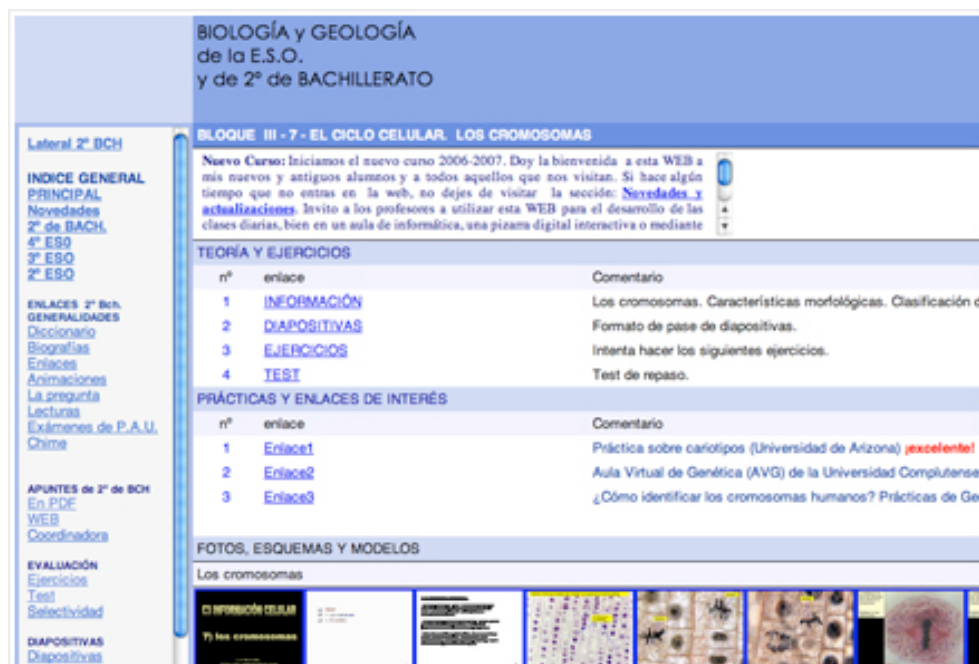 BIOLOGÍA y GEOLOGÍA
de la E.S.O.
y de 2º de BACHILLERATO
Lateral 2º BCH
INDICE GENERAL
PRINCIPAL
Novedades
2º de BACH.
4º ESO
3º ESO
2º ESO
ENLACES 2º Bch.
GENERALIDADES
Diccionario
Biografías
Enlaces
Animaciones
La pregunta
Lecturas
Exámenes de P.A.U.
Chime
APUNTES de 2º de BCH
En PDF
WEB
Coordinadora
EVALUACIÓN
Ejercicios
Test
Selectividad
DIAPOSITIVAS
Diapositivas
BLOQUE III - 7 - EL CICLO CELULAR. LOS CROMOSOMAS
Nuevo Curso: Iniciamos el nuevo curso 2006-2007. Doy la bienvenida a esta WEB a
mis nuevos y antiguos alumnos y a todos aquellos que nos visitan. Si hace algún
tiempo que no entras en la web, no dejes de visitar la sección: Novedades y
actualizaciones. Invito a los profesores a utilizar esta WEB para el desarrollo de las
clases diarias, bien en un aula de informática, una pizarra digital interactiva o mediante
TEORÍA Y EJERCICIOS
nº enlace Comentario
1 INFORMACIÓN Los cromosomas. Características morfológicas. Clasificación d
2 DIAPOSITIVAS Formato de pase de diapositivas.
3 EJERCICIOS Intenta hacer los siguientes ejercicios.
4 TEST Test de repaso.
PRÁCTICAS Y ENLACES DE INTERÉS
nº enlace Comentario
1 Enlace1 Práctica sobre cariotipos (Universidad de Arizona) ¡excelente!
2 Enlace2 Aula Virtual de Genética (AVG) de la Universidad Complutense
3 Enlace3 ¿Cómo identificar los cromosomas humanos? Prácticas de Ge
FOTOS, ESQUEMAS Y MODELOS
Los cromosomas
INFORMACIÓN CELULAR
7) los cromosomas